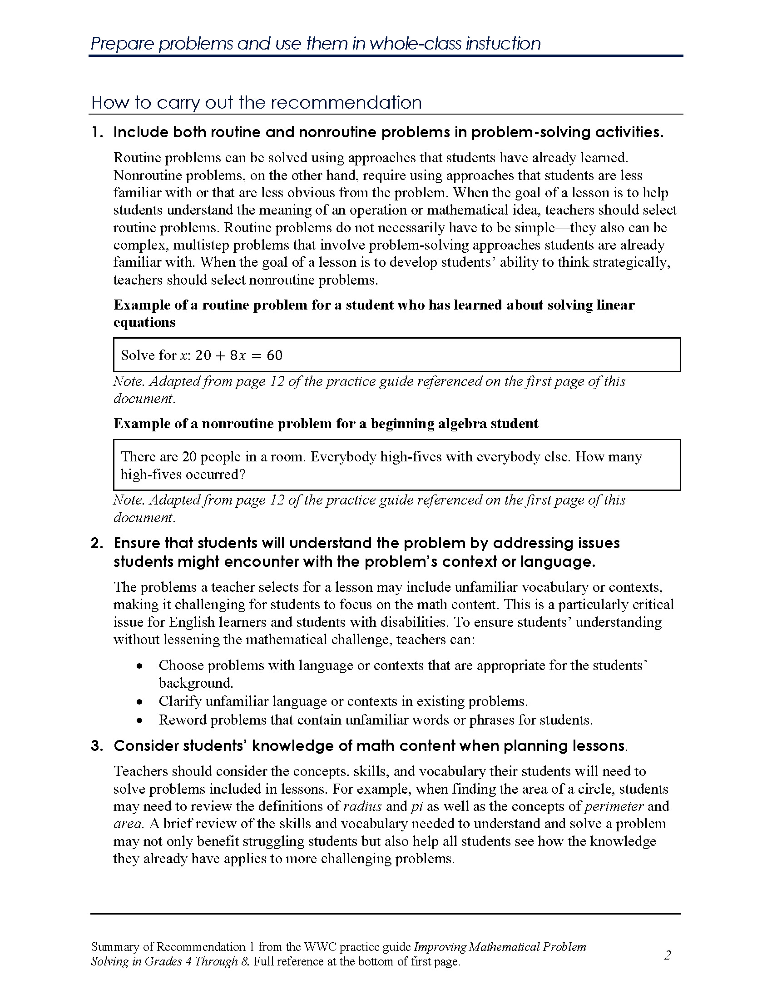 Prepare problems and use them in whole-class instuction
How to carry out the recommendation
1. Include both routine and nonroutine problems in problem-solving activities.
Routine problems can be solved using approaches that students have already learned.
Nonroutine problems, on the other hand, require using approaches that students are less
familiar with or that are less obvious from the problem. When the goal of a lesson is to help
students understand the meaning of an operation or mathematical idea, teachers should select
routine problems. Routine problems do not necessarily have to be simple—they also can be
complex, multistep problems that involve problem-solving approaches students are already
familiar with. When the goal of a lesson is to develop students’ ability to think strategically,
teachers should select nonroutine problems.
Example of a routine problem for a student who has learned about solving linear
equations
Solve for x: 20 + 8x = 60
Note. Adapted from page 12 of the practice guide referenced on the first page of this
document.
Example of a nonroutine problem for a beginning algebra student
There are 20 people in a room. Everybody high-fives with everybody else. How many
high-fives occurred?
Note. Adapted from page 12 of the practice guide referenced on the first page of this
document.
2. Ensure that students will understand the problem by addressing issues
students might encounter with the problem’s context or language.
The problems a teacher selects for a lesson may include unfamiliar vocabulary or contexts,
making it challenging for students to focus on the math content. This is a particularly critical
issue for English learners and students with disabilities. To ensure students’ understanding
without lessening the mathematical challenge, teachers can:
• Choose problems with language or contexts that are appropriate for the students’
background.
• Clarify unfamiliar language or contexts in existing problems.
• Reword problems that contain unfamiliar words or phrases for students.
3. Consider students’ knowledge of math content when planning lessons.
Teachers should consider the concepts, skills, and vocabulary their students will need to
solve problems included in lessons. For example, when finding the area of a circle, students
may need to review the definitions of radius and pi as well as the concepts of perimeter and
area. A brief review of the skills and vocabulary needed to understand and solve a problem
may not only benefit struggling students but also help all students see how the knowledge
they already have applies to more challenging problems.
Summary of Recommendation 1 from the WWC practice guide Improving Mathematical Problem
Solving in Grades 4 Through 8. Full reference at the bottom of first page.
2